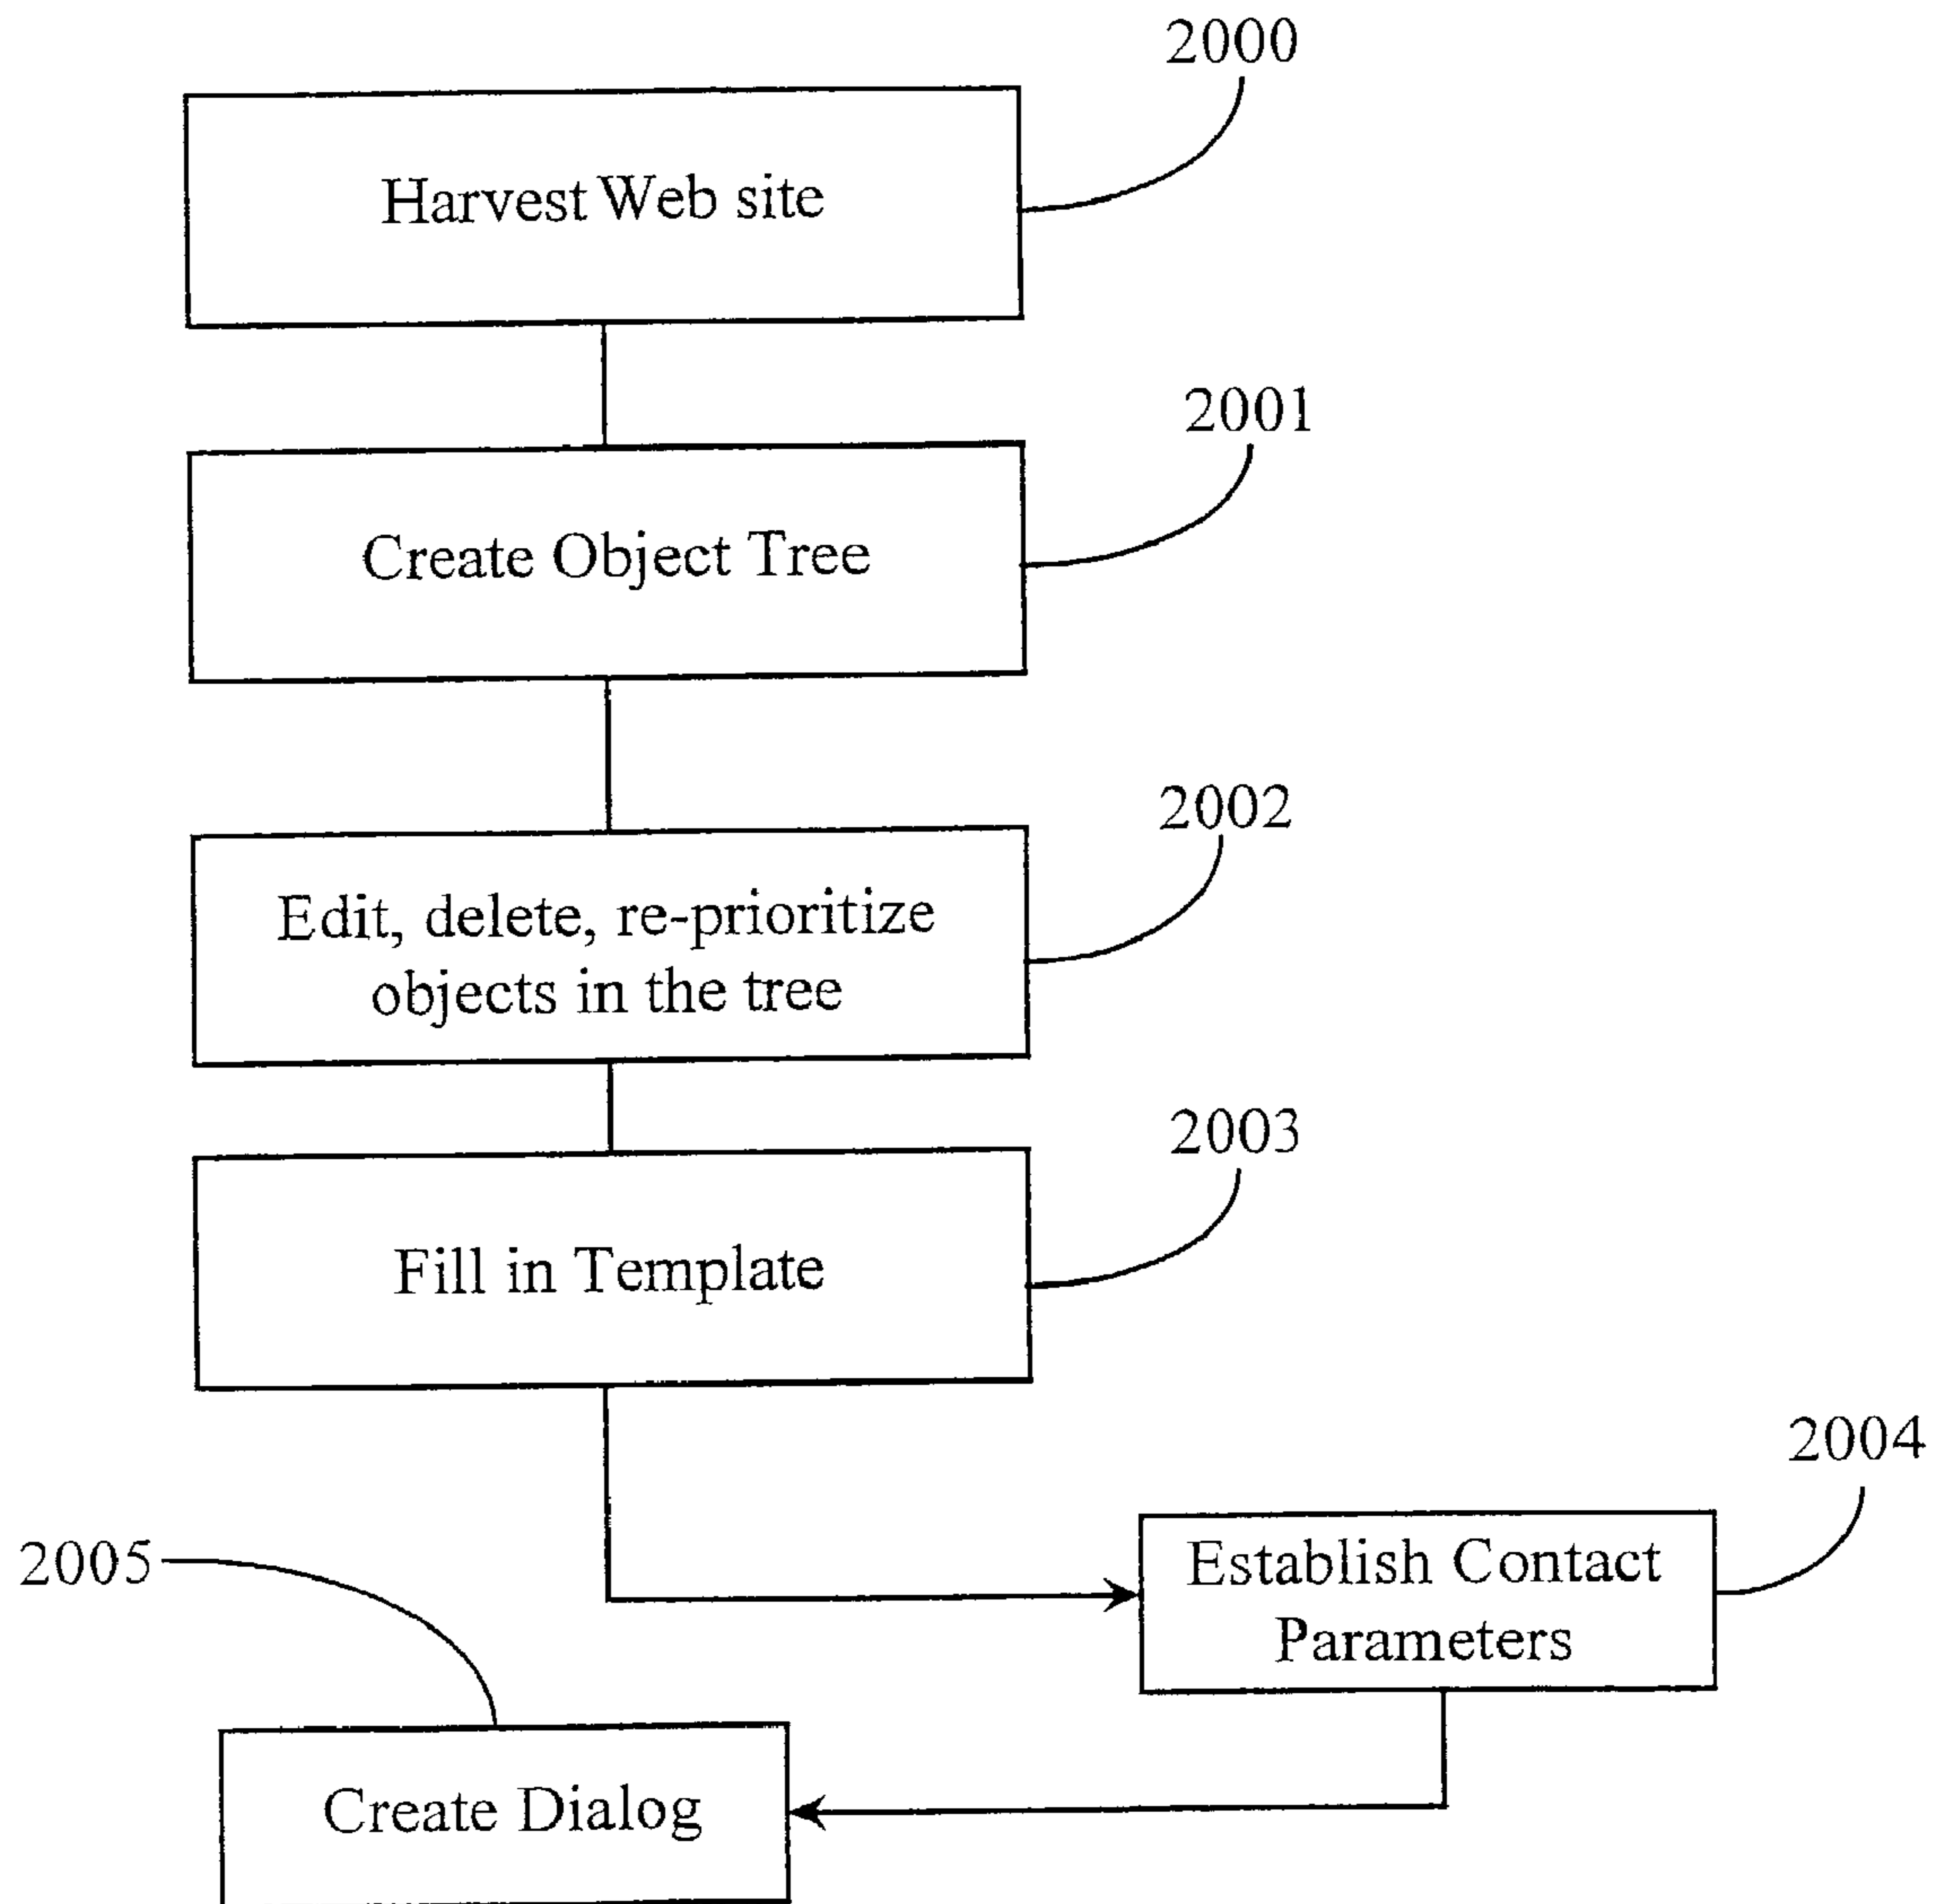 2000
Harvest Web site
2001
Create Object Tree
2002
Edit, delete, re-prioritize
objects in the tree
2003
Fill in Template
2004
2005
Establish Contact
Parameters
Create Dialog